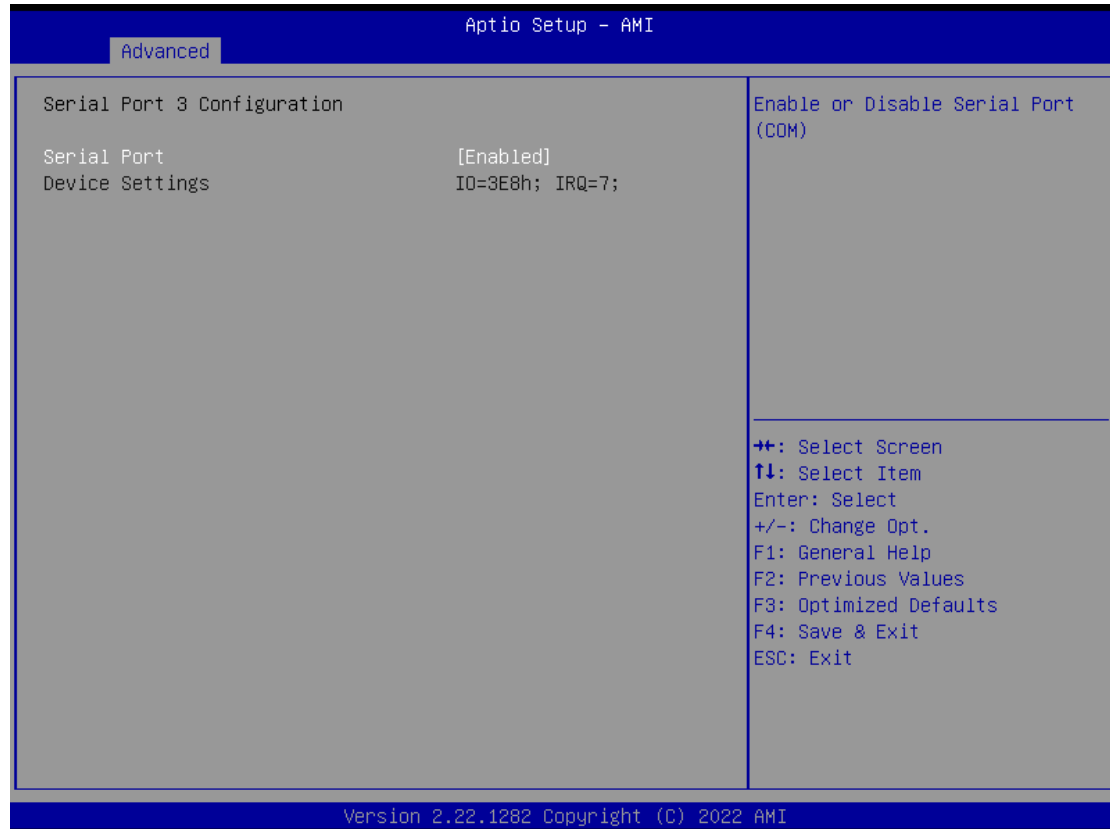 Aptio Setup – AMI
Advanced
Serial Port 3 Configuration
Serial Port [Enabled]
Device Settings IO=3E8h; IRQ=7;
Enable or Disable Serial Port
(COM)
→←: Select Screen
↑↓: Select Item
Enter: Select
+/-: Change Opt.
F1: General Help
F2: Previous Values
F3: Optimized Defaults
F4: Save & Exit
ESC: Exit
Version 2.22.1282 Copyright (C) 2022 AMI